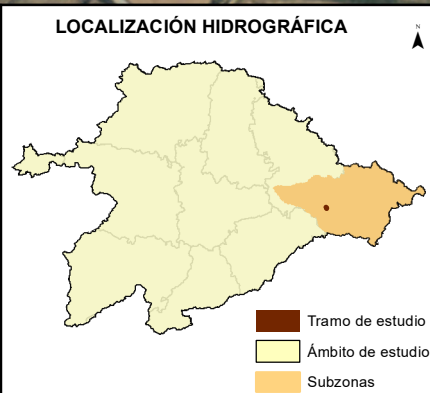 LOCALIZACIÓN HIDROGRÁFICA
N
Tramo de estudio
Ámbito de estudio
Subzonas